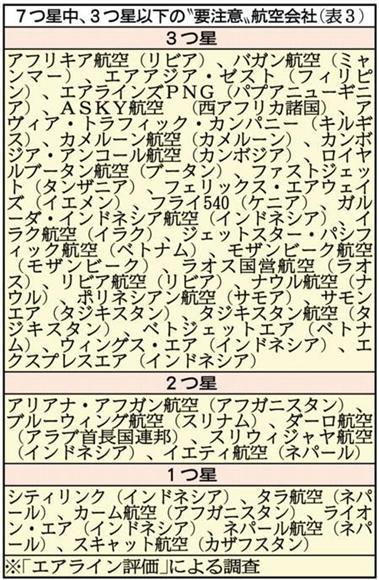 7つ星中、3つ星以下の〝要注意〟航空会社(表3)
3つ星
アフリキア航空(リビア)、バガン航空(ミャ
ンマー)、エアアジア・ゼスト(フィリピ
ン)、エアラインズPNG(パプアニューギニ
ア)、ASKY航空 (西アフリカ諸国)、ア
ヴィア・トラフィック・カンパニー(キルギ
ス)、カメルーン航空(カメルーン)、カンボ
ジア・アンコール航空(カンボジア)、ロイヤ
ルブータン航空(ブータン)、ファストジェッ
ト(タンザニア)、フェリックス・エアウェイ
ズ(イエメン)、フライ540(ケニア)、ガル
ーダ・インドネシア航空(インドネシア)、イ
ラク航空(イラク)、ジェットスター・パシフ
ィック航空(ベトナム)、モザンビーク航空
(モザンビーク)、ラオス国営航空(ラオ
ス)、リビア航空(リビア)、ナウル航空(ナ
ウル)、ポリネシアン航空(サモア)、サモン
エア(タジキスタン)、タジキスタン航空(タ
ジキスタン)、ベトジェットエア(ベトナ
ム)、ウィングス・エア(インドネシア)、エ
クスプレスエア(インドネシア)
2つ星
アリアナ・アフガン航空(アフガニスタン)、
ブルーウィング航空(スリナム)、ダーロ航空
(アラブ首長国連邦)、スリウィジャヤ航空
(インドネシア)、イエティ航空(ネパール)
1つ星
シティリンク(インドネシア)、タラ航空(ネパ
ール)、カーム航空(アフガニスタン)、ライオ
ン・エア(インドネシア)、ネパール航空(ネパ
ール)、スキャット航空(カザフスタン)
※「エアライン評価」による調査